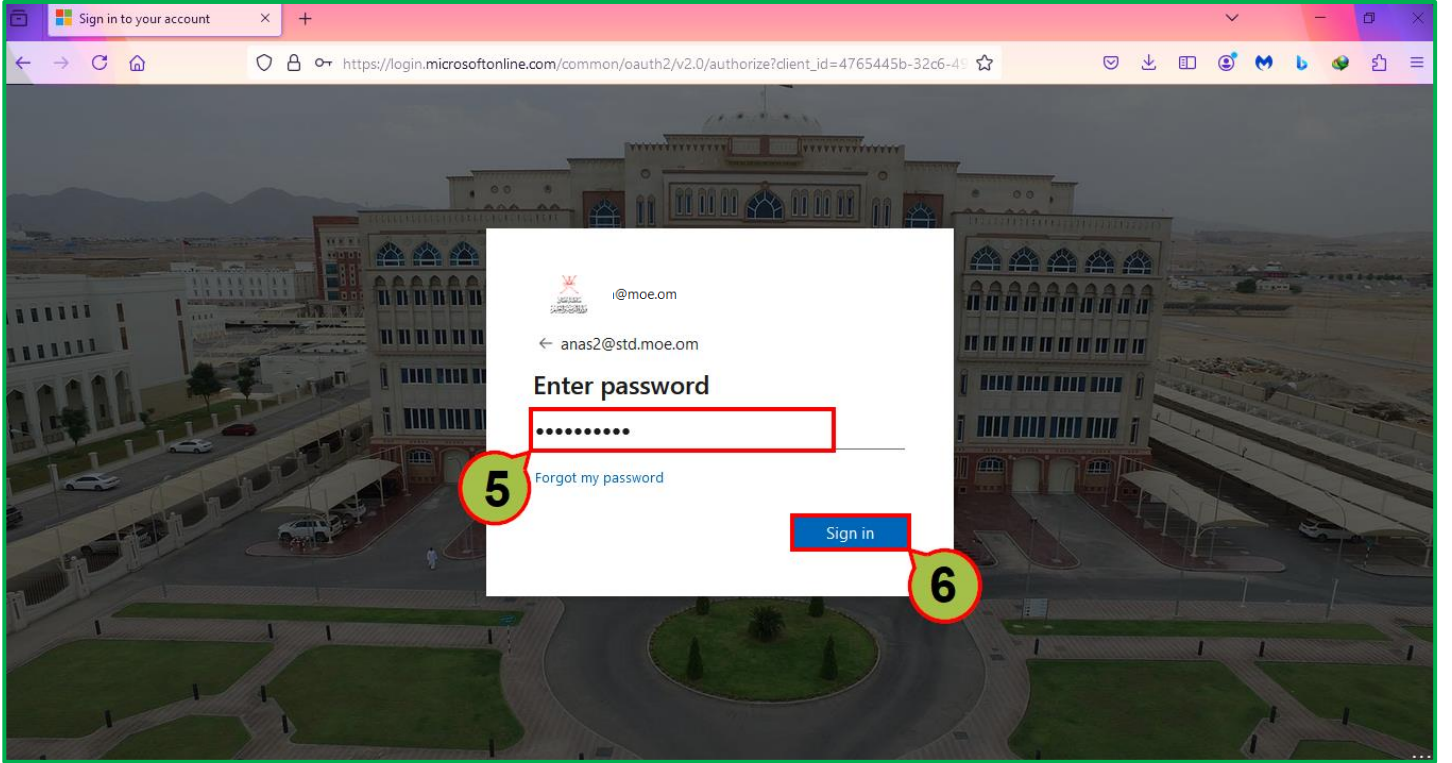 Sign in to your account
https://login.microsoftonline.com/common/oauth2/v2.0/authorize?client_id=4765445b-32c6-49
@moe.om
anas2@std.moe.om
Enter password
5
Forgot my password
Sign in
6